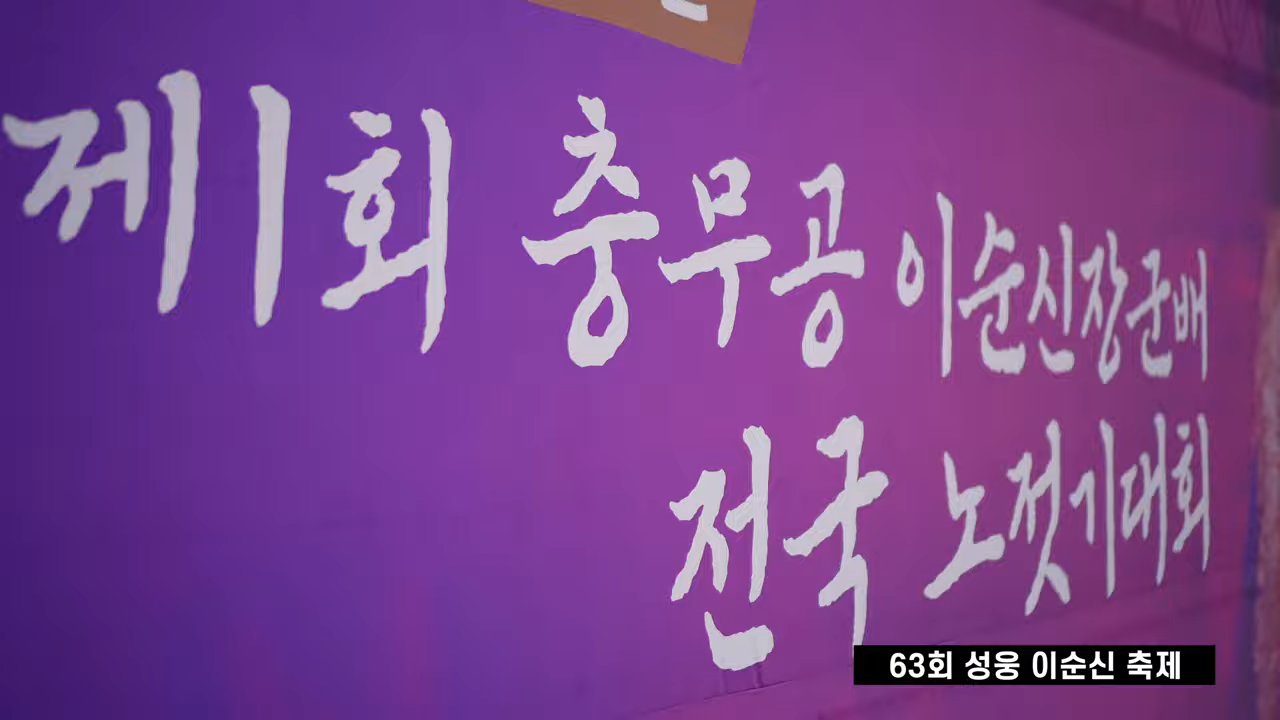 제1회 충무공 이순신장군배
전국 노젓기대회
63회 성웅 이순신 축제